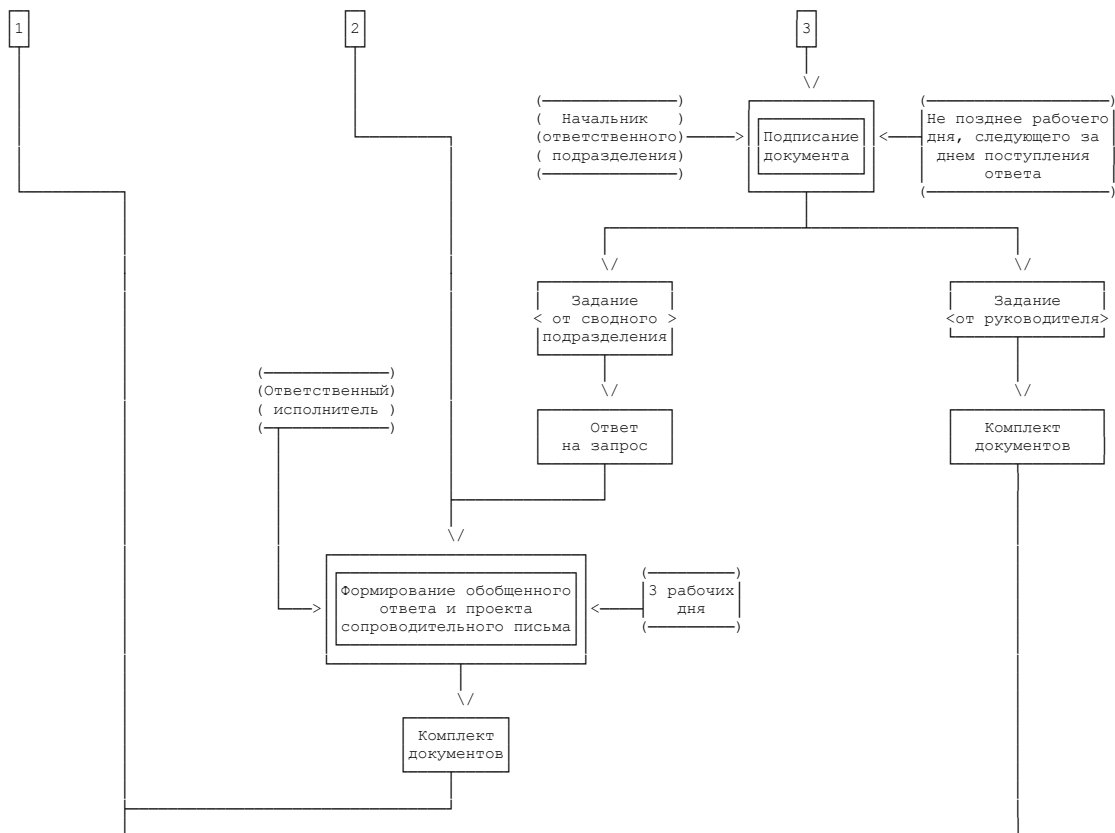 1
2
3
Начальник
ответственного
подразделения
Подписание
документа
Не позднее рабочего
дня, следующего за
днем поступления
ответа
Задание
от сводного
подразделения
Задание
от руководителя
Ответственный
исполнитель
Ответ
на запрос
Комплект
документов
Формирование обобщенного
ответа и проекта
сопроводительного письма
3 рабочих
дня
Комплект
документов